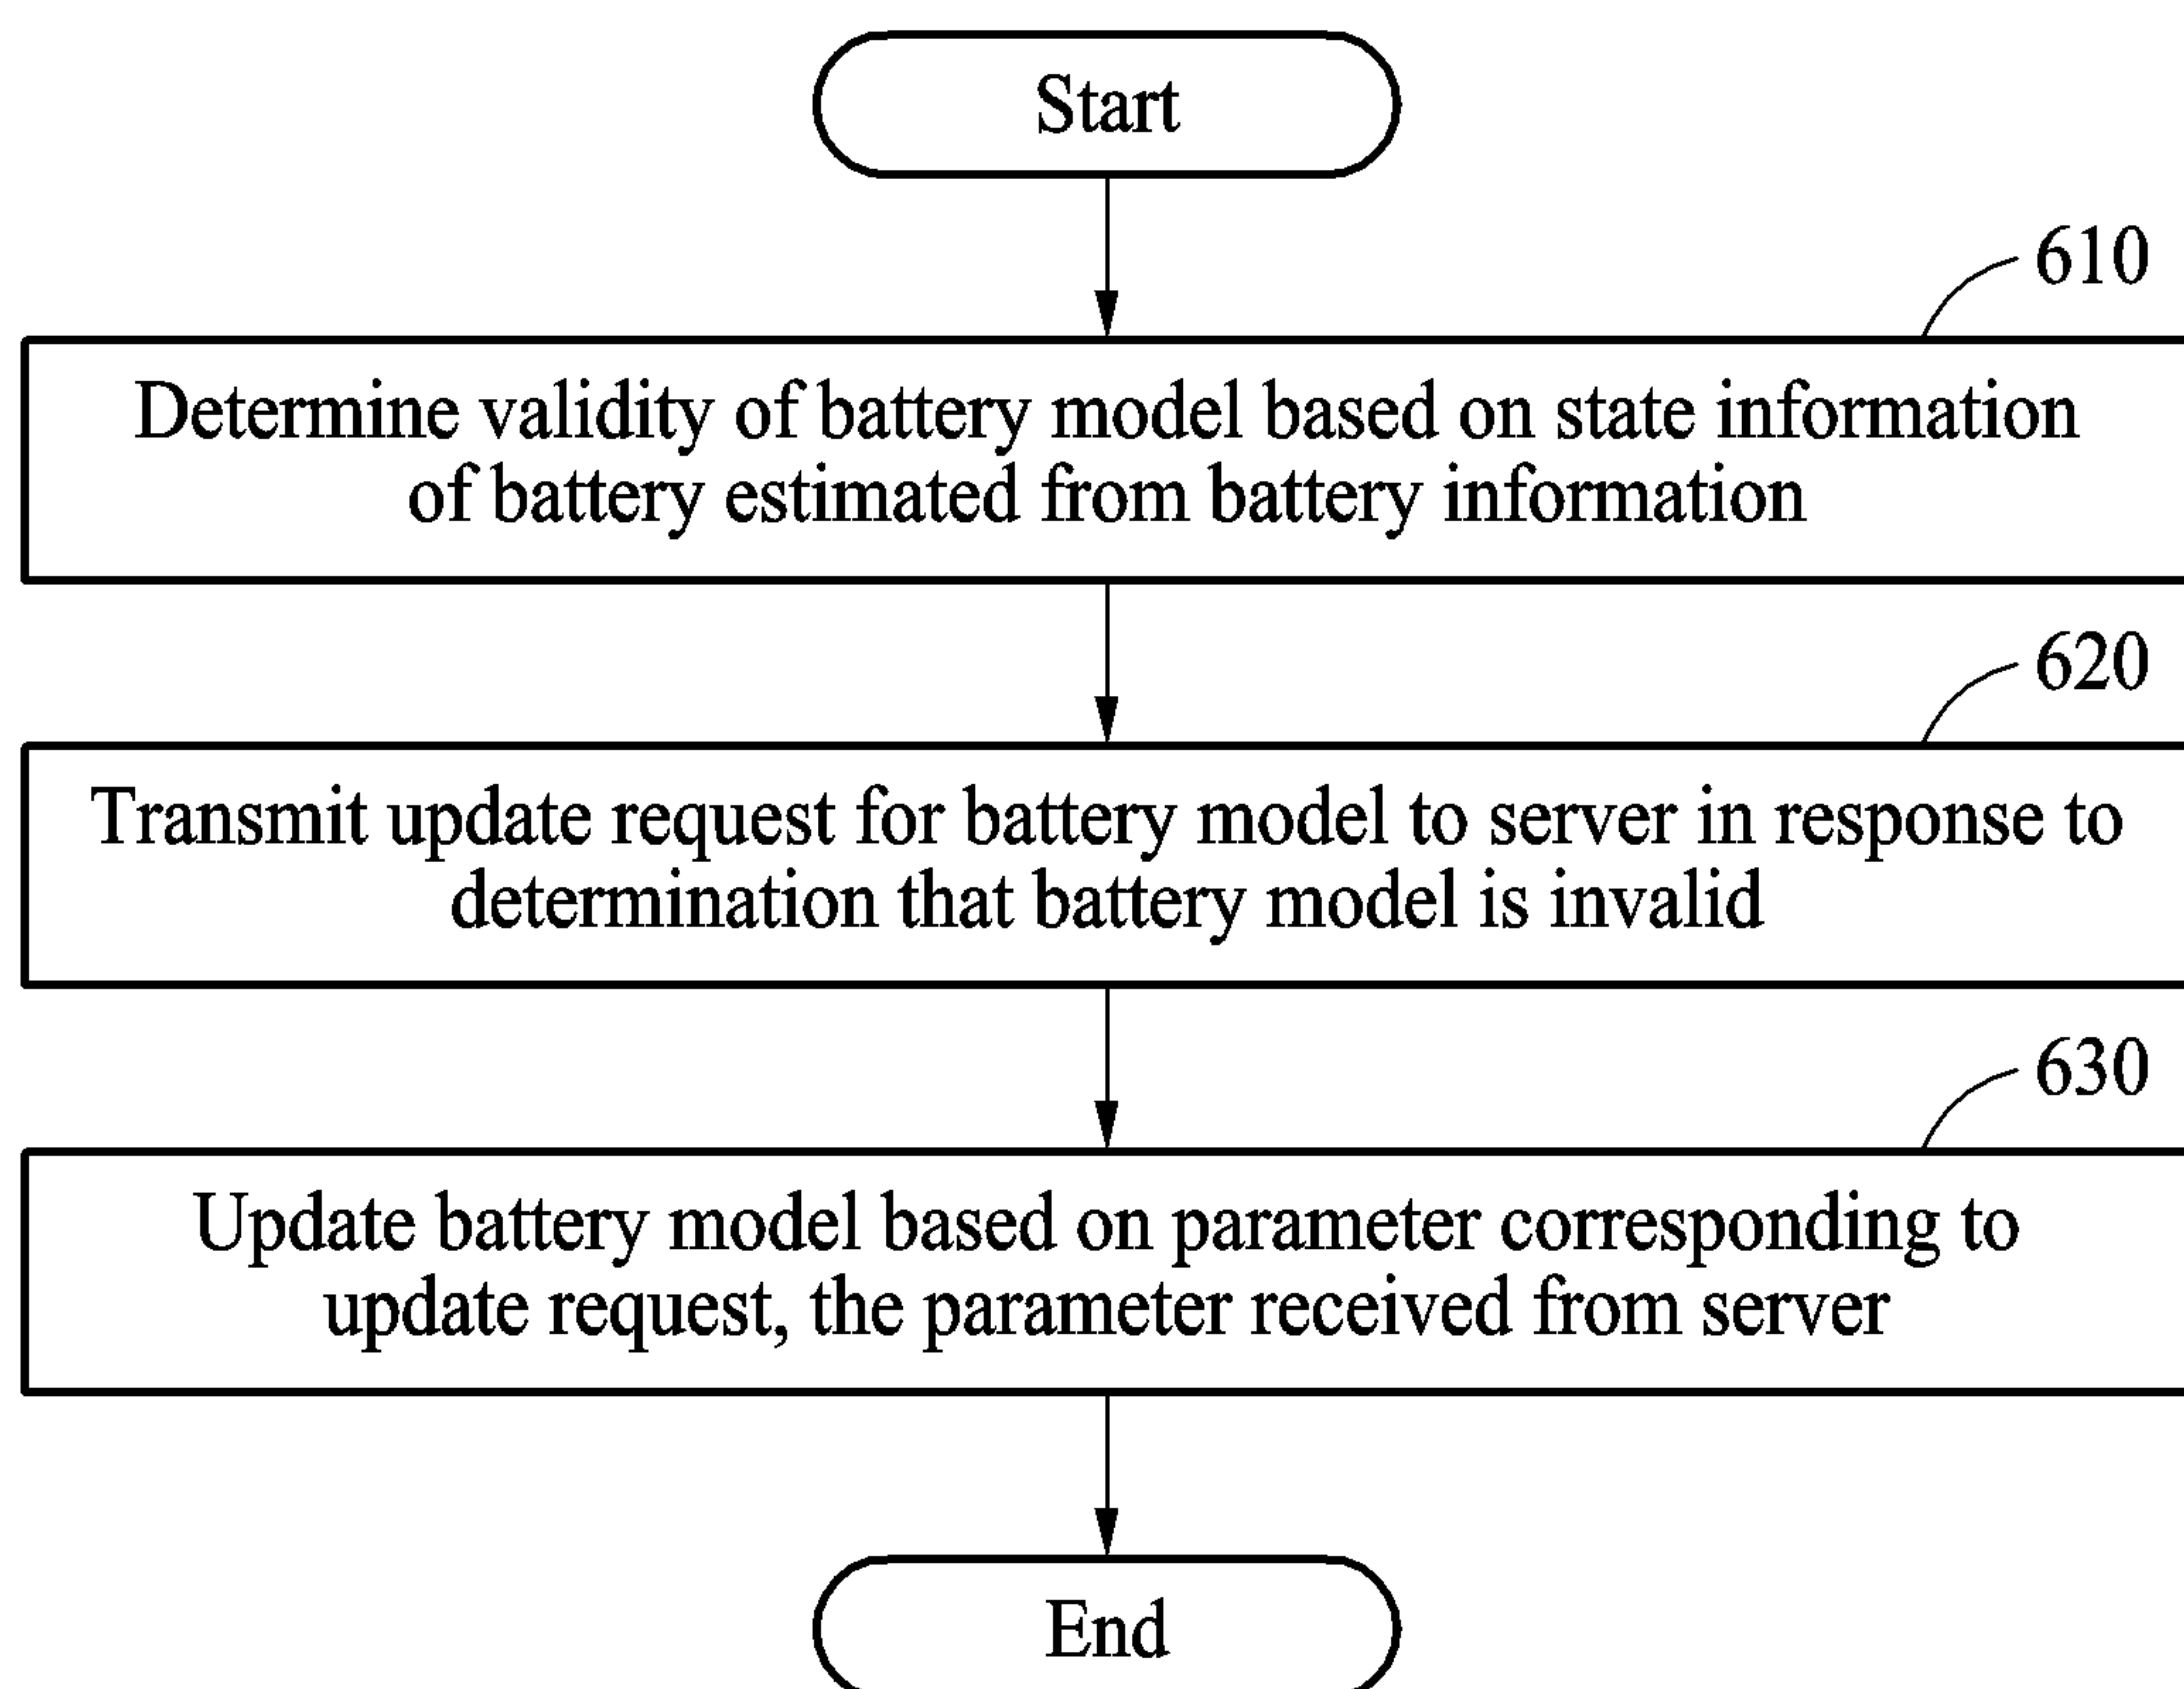 Start
610
Determine validity of battery model based on state information
of battery estimated from battery information
620
Transmit update request for battery model to server in response to
determination that battery model is invalid
630
Update battery model based on parameter corresponding to
update request, the parameter received from server
End